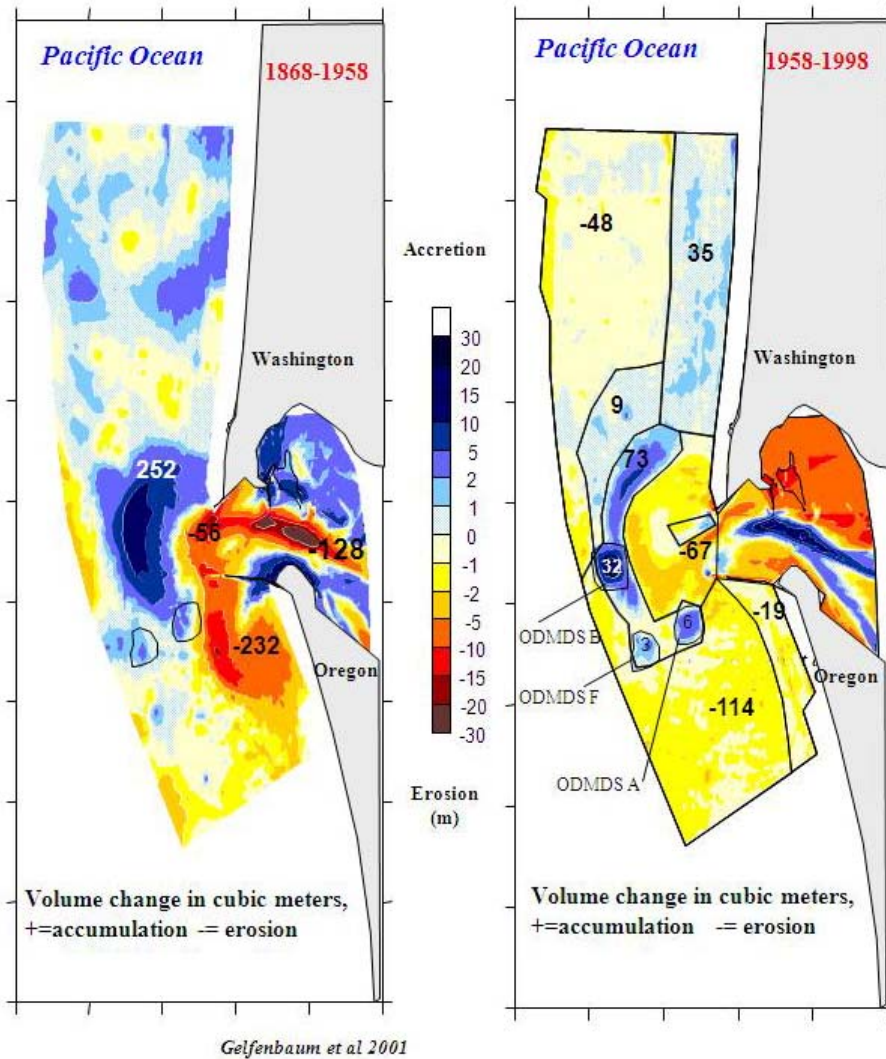 Pacific Ocean
1868-1958
Accretion
30
20
15
10
5
2
1
0
-1
-2
-5
-10
-15
-20
-30
Erosion
(m)
Washington
252
-56
-128
-232
Oregon
Volume change in cubic meters,
+=accumulation -= erosion
Pacific Ocean
1958-1998
-48
35
Washington
9
73
-67
32
6
3
-19
-114
ODMDS B
ODMDS F
ODMDS A
Oregon
Volume change in cubic meters,
+=accumulation -= erosion
Gelfenbaum et al 2001